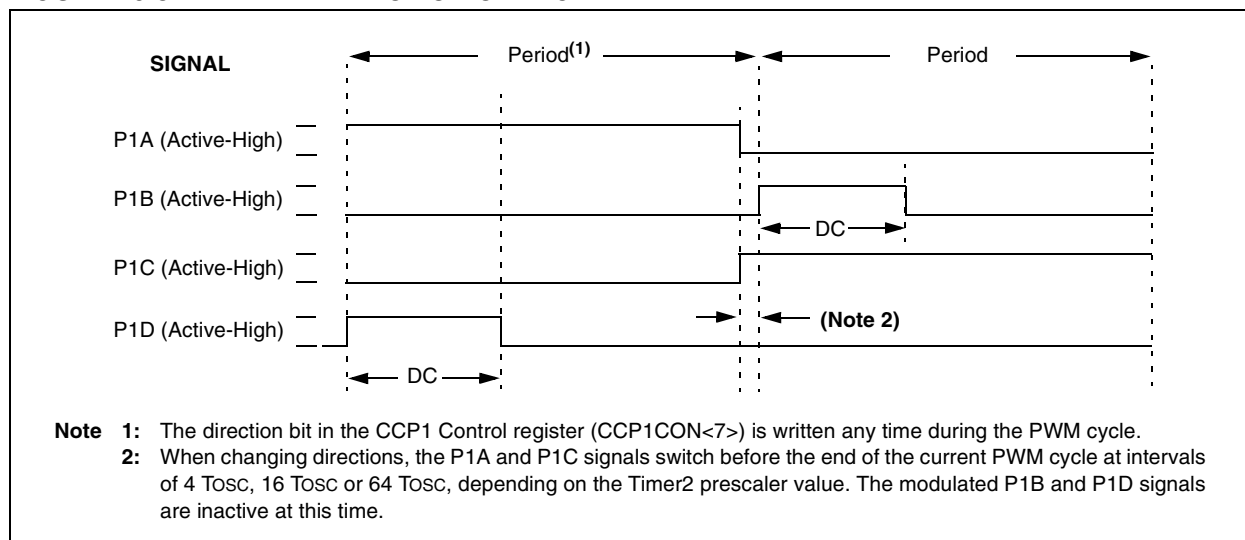 SIGNAL
Period(1)
Period
P1A (Active-High)
P1B (Active-High)
DC
P1C (Active-High)
(Note 2)
P1D (Active-High)
DC
Note 1: The direction bit in the CCP1 Control register (CCP1CON<7>) is written any time during the PWM cycle.
2: When changing directions, the P1A and P1C signals switch before the end of the current PWM cycle at intervals
of 4 TOSC, 16 TOSC or 64 TOSC, depending on the Timer2 prescaler value. The modulated P1B and P1D signals
are inactive at this time.